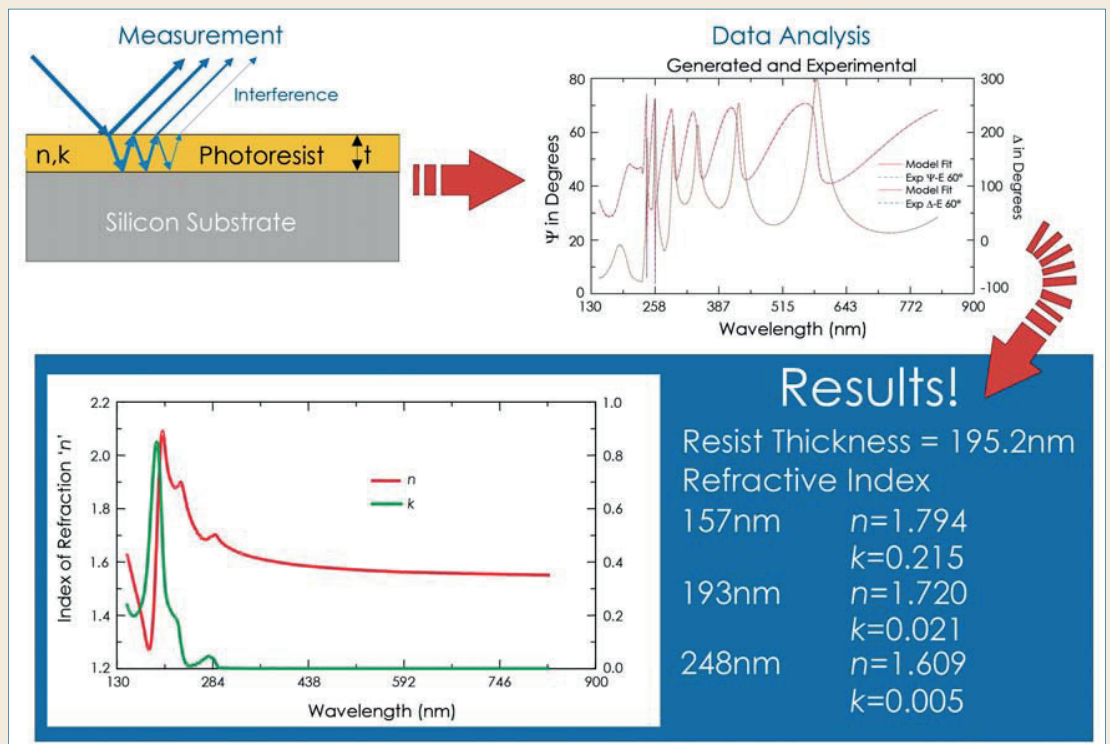 Measurement
Interference
n,k
Photoresist
t
Silicon Substrate
Data Analysis
Generated and Experimental
80
60
40
20
0
Ψ in Degrees
300
200
100
0
-100
Δ in Degrees
Model Fit
Exp Ψ-E 60°
Model Fit
Exp Δ-E 60°
130 258 387 515 643 772 900
Wavelength (nm)
2.2
2.0
1.8
1.6
1.4
1.2
Index of Refraction 'n'
1.0
0.8
0.6
0.4
0.2
0.0
n
k
130 284 438 592 746 900
Wavelength (nm)
Results!
Resist Thickness = 195.2nm
Refractive Index
157nm n=1.794
k=0.215
193nm n=1.720
k=0.021
248nm n=1.609
k=0.005